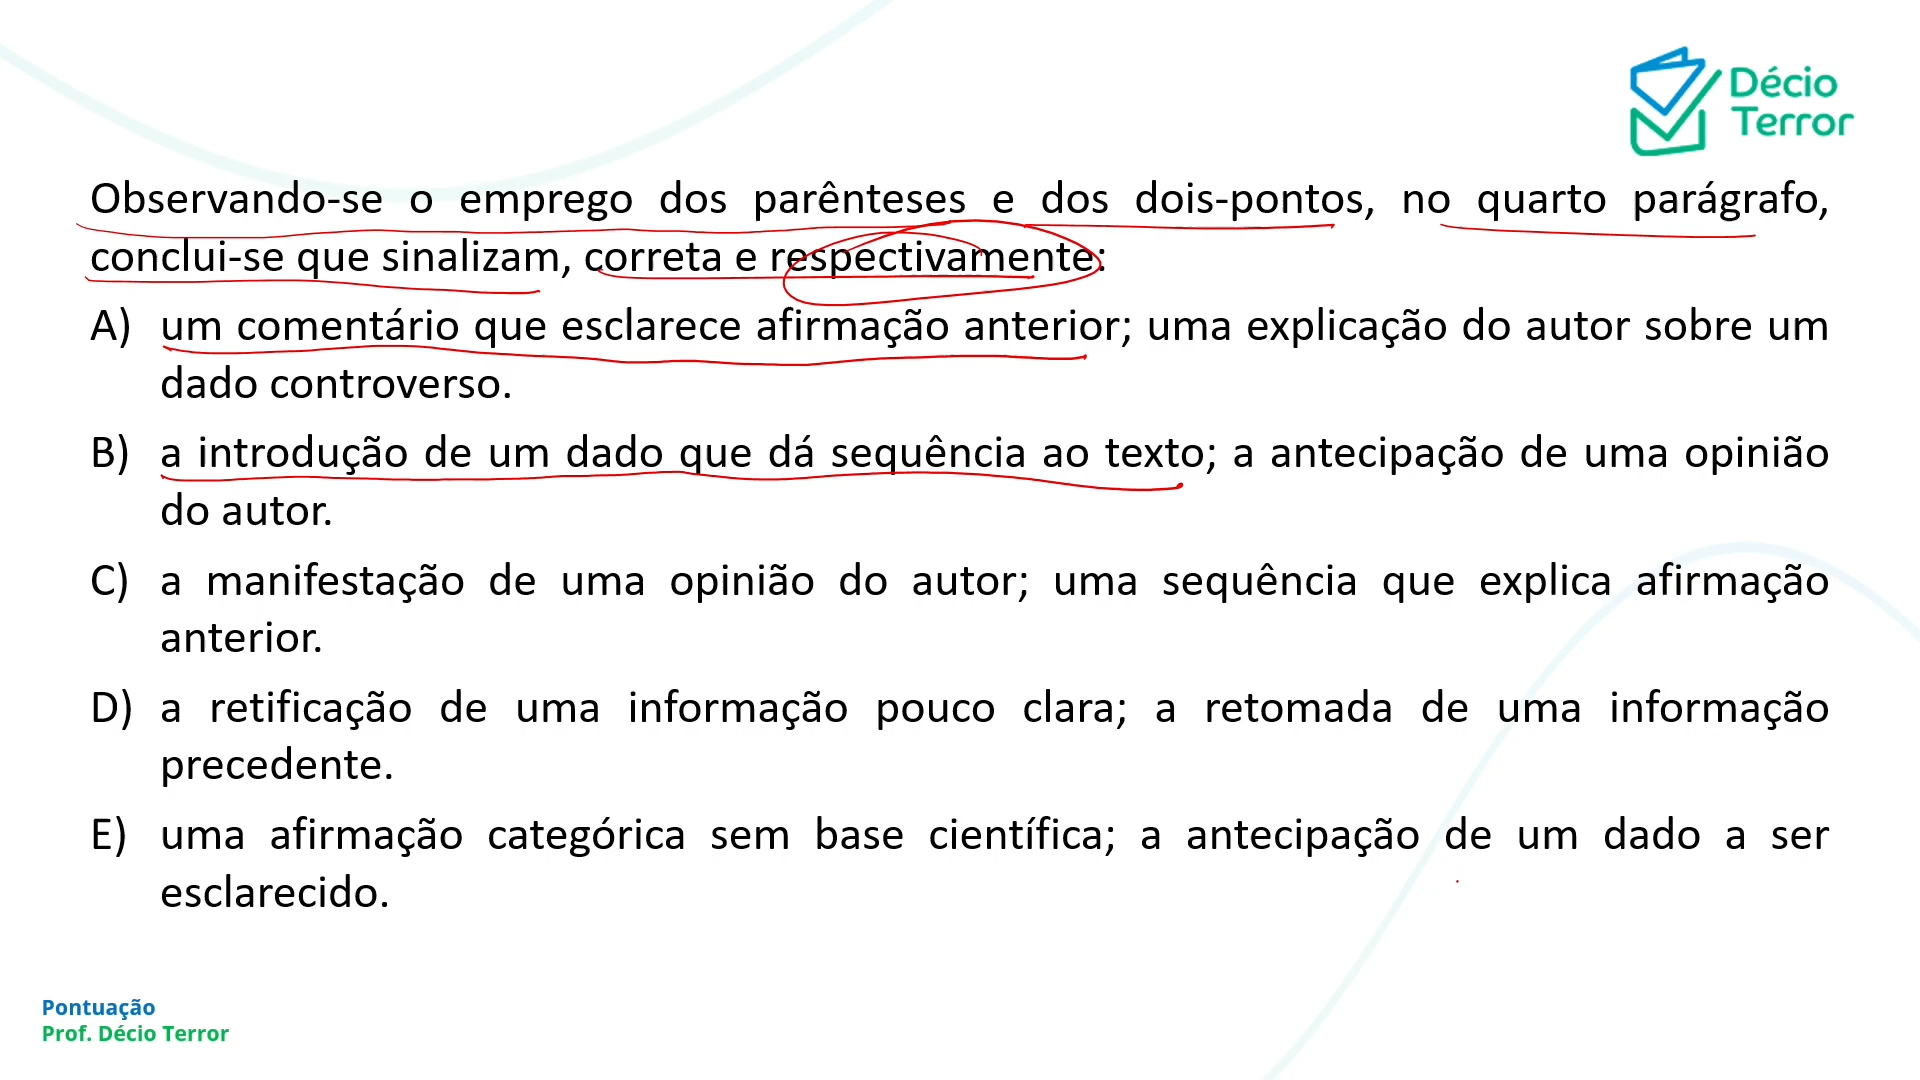 Décio
Terror
Observando-se o emprego dos parênteses e dos dois-pontos, no quarto parágrafo,
conclui-se que sinalizam, correta e respectivamente:
A) um comentário que esclarece afirmação anterior; uma explicação do autor sobre um
dado controverso.
B) a introdução de um dado que dá sequência ao texto; a antecipação de uma opinião
do autor.
C) a manifestação de uma opinião do autor; uma sequência que explica afirmação
anterior.
D) a retificação de uma informação pouco clara; a retomada de uma informação
precedente.
E) uma afirmação categórica sem base científica; a antecipação de um dado a ser
esclarecido.
Pontuação
Prof. Décio Terror